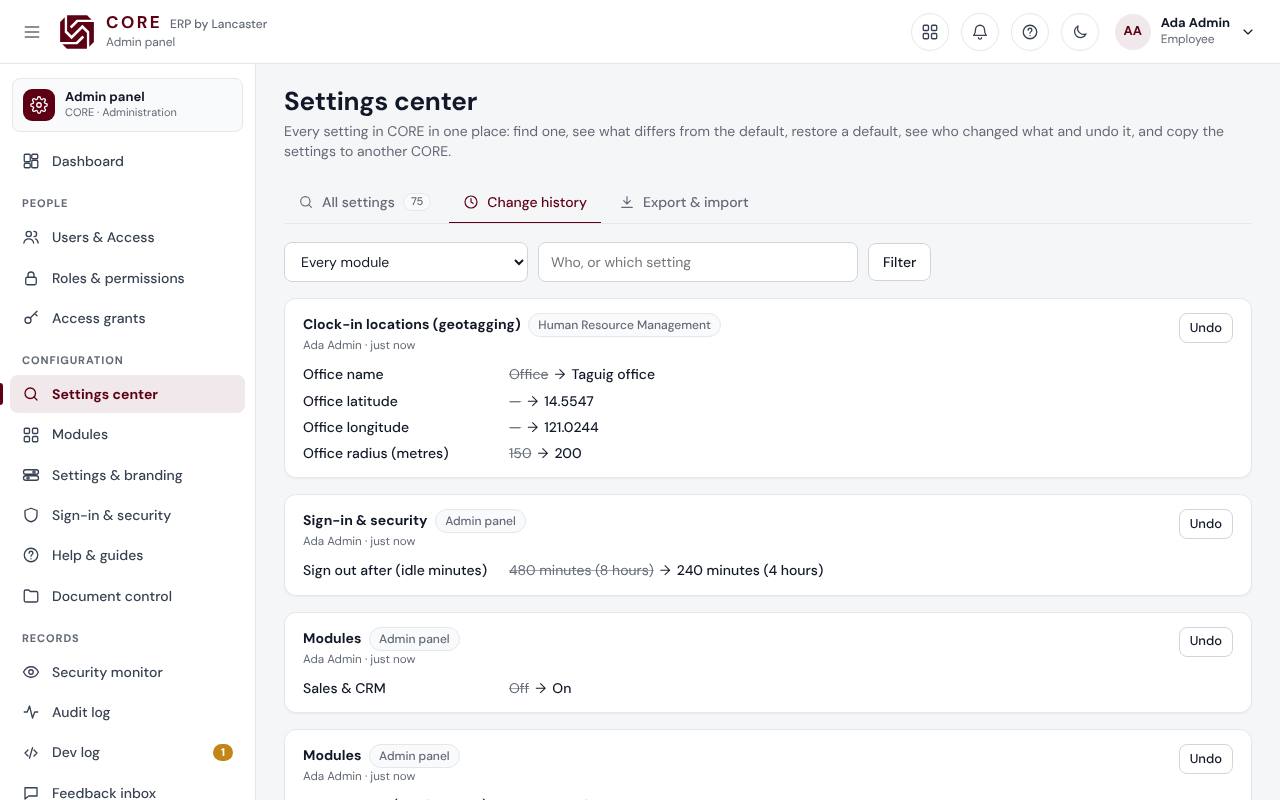 CORE ERP by Lancaster
Admin panel
AA
Ada Admin
Employee
Admin panel
CORE · Administration
Dashboard
PEOPLE
Users & Access
Roles & permissions
Access grants
CONFIGURATION
Settings center
Modules
Settings & branding
Sign-in & security
Help & guides
Document control
RECORDS
Security monitor
Audit log
Dev log 1
Feedback inbox
Settings center
Every setting in CORE in one place: find one, see what differs from the default, restore a default, see who changed what and undo it, and copy the
settings to another CORE.
All settings 75 Change history Export & import
Every module Who, or which setting Filter
Clock-in locations (geotagging) Human Resource Management Undo
Ada Admin · just now
Office name Office → Taguig office
Office latitude — → 14.5547
Office longitude — → 121.0244
Office radius (metres) 150 → 200
Sign-in & security Admin panel Undo
Ada Admin · just now
Sign out after (idle minutes) 480 minutes (8 hours) → 240 minutes (4 hours)
Modules Admin panel Undo
Ada Admin · just now
Sales & CRM Off → On
Modules Admin panel Undo
Ada Admin · just now